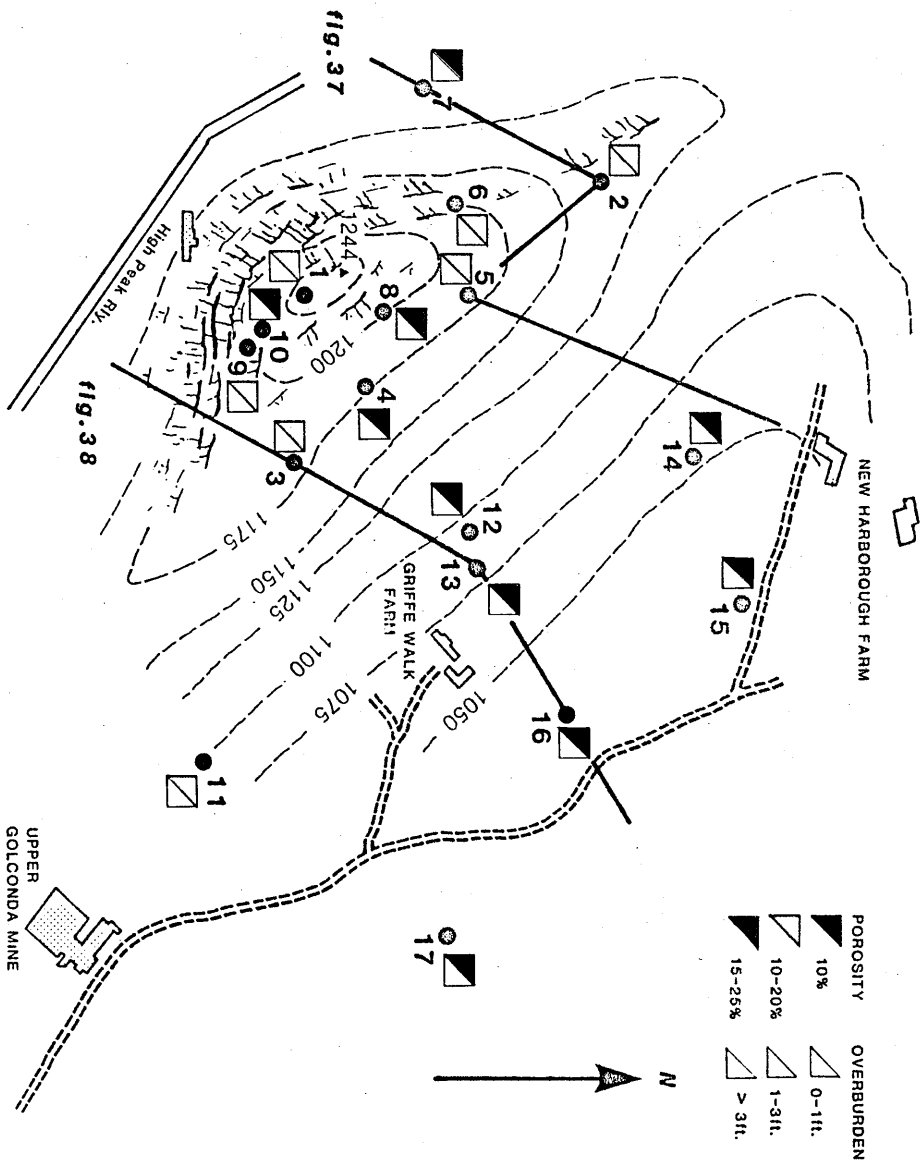 fig.37
7
2
6
High Peak Rly.
1244
1
5
8
10
9
1200
4
fig.38
3
14
NEW HARBOROUGH FARM
12
13
1175
1150
1125
1100
1075
1050
GRIFFE WALK
FARM
15
16
11
UPPER
GOLCONDA MINE
17
N
POROSITY
10%
10-20%
15-25%
OVERBURDEN
0-1ft.
1-3ft.
> 3ft.